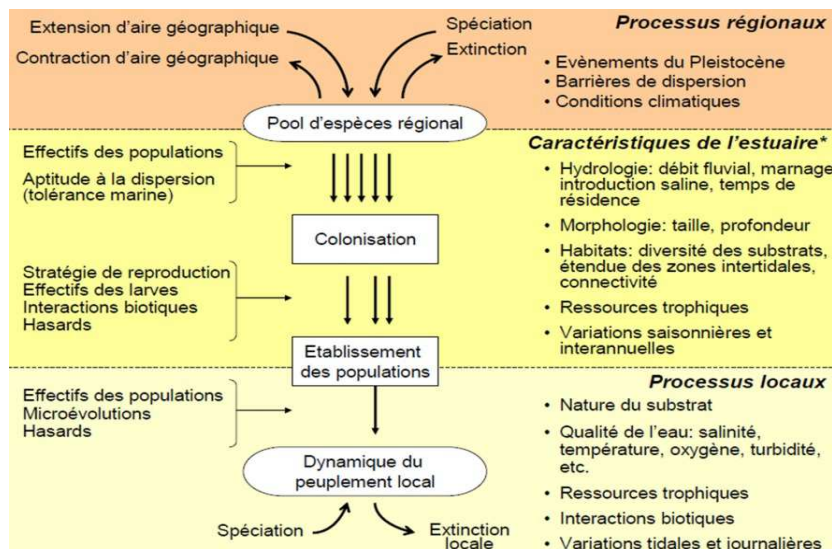 Extension d'aire géographique
Contraction d'aire géographique
Spéciation
Extinction
Processus régionaux
• Evènements du Pleistocène
• Barrières de dispersion
• Conditions climatiques
Pool d'espèces régional
Effectifs des populations
Aptitude à la dispersion
(tolérance marine)
Caractéristiques de l'estuaire*
• Hydrologie: débit fluvial, marnage
introduction saline, temps de
résidence
• Morphologie: taille, profondeur
• Habitats: diversité des substrats,
étendue des zones intertidales,
connectivité
• Ressources trophiques
• Variations saisonnières et
interannuelles
Colonisation
Stratégie de reproduction
Effectifs des larves
Interactions biotiques
Hasards
Etablissement
des populations
Effectifs des populations
Microévolutions
Hasards
Processus locaux
• Nature du substrat
• Qualité de l'eau: salinité,
température, oxygène, turbidité,
etc.
• Ressources trophiques
• Interactions biotiques
• Variations tidales et journalières
Dynamique du
peuplement local
Spéciation
Extinction
locale